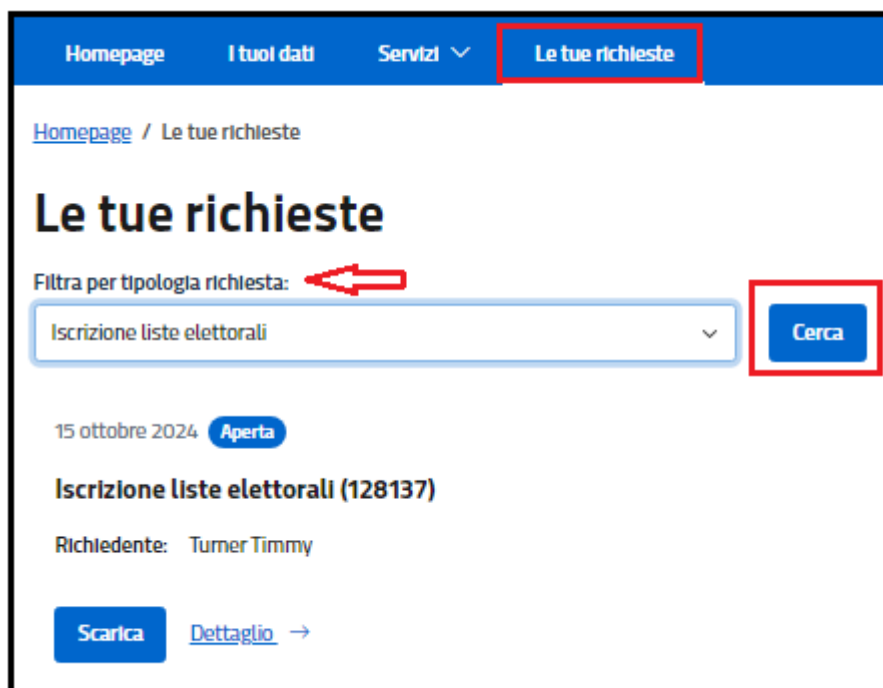 Homepage I tuoi dati Servizi Le tue richieste
Homepage / Le tue richieste
Le tue richieste
Filtra per tipologia richiesta:
Iscrizione liste elettorali
Cerca
15 ottobre 2024 Aperta
Iscrizione liste elettorali (128137)
Richiedente: Turner Timmy
Scarica Dettaglio →